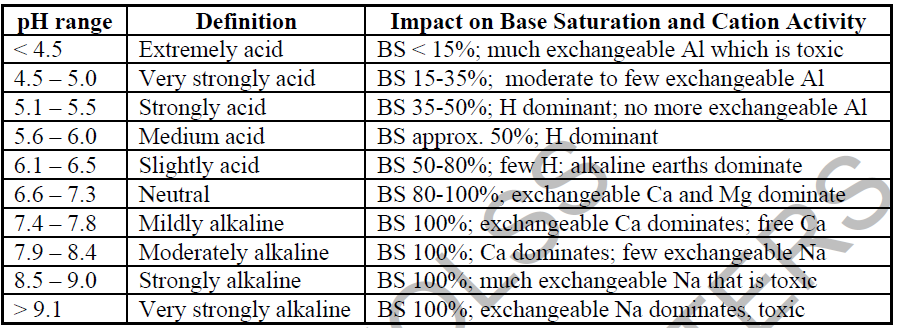 pH range Definition Impact on Base Saturation and Cation Activity
< 4.5 Extremely acid BS < 15%; much exchangeable Al which is toxic
4.5 – 5.0 Very strongly acid BS 15-35%; moderate to few exchangeable Al
5.1 – 5.5 Strongly acid BS 35-50%; H dominant; no more exchangeable Al
5.6 – 6.0 Medium acid BS approx. 50%; H dominant
6.1 – 6.5 Slightly acid BS 50-80%; few H; alkaline earths dominate
6.6 – 7.3 Neutral BS 80-100%; exchangeable Ca and Mg dominate
7.4 – 7.8 Mildly alkaline BS 100%; exchangeable Ca dominates; free Ca
7.9 – 8.4 Moderately alkaline BS 100%; Ca dominates; few exchangeable Na
8.5 – 9.0 Strongly alkaline BS 100%; much exchangeable Na that is toxic
> 9.1 Very strongly alkaline BS 100%; exchangeable Na dominates, toxic